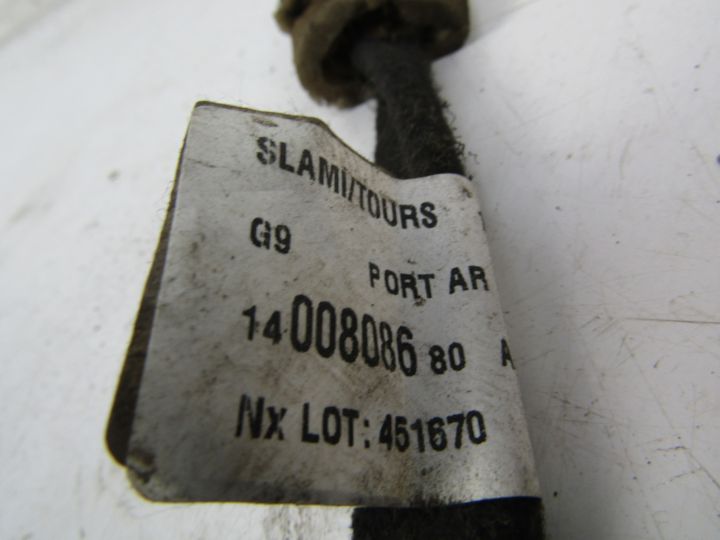 SLAMI/TOURS
G9
PORT AR
14 008086 80 A
Nx LOT: 451670